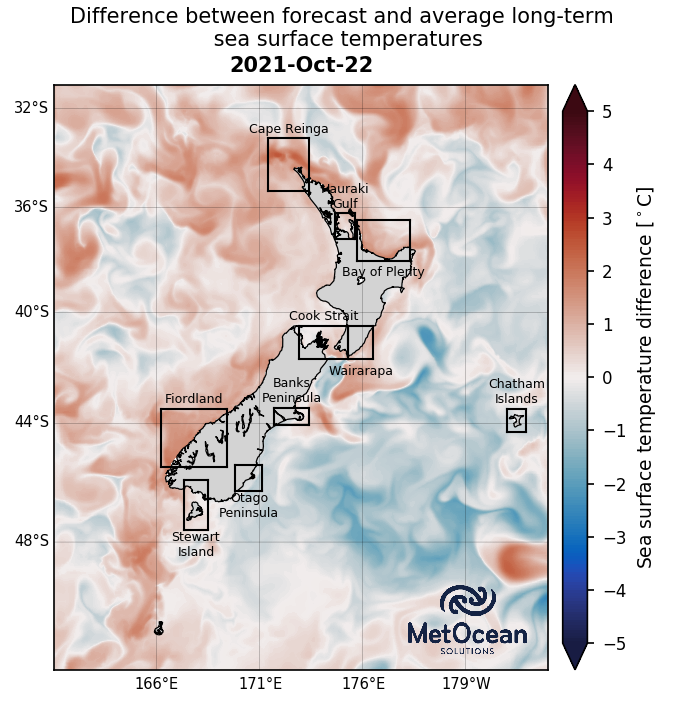 Difference between forecast and average long-term
sea surface temperatures
2021-Oct-22
32°S
36°S
40°S
44°S
48°S
Cape Reinga
Hauraki
Gulf
Bay of Plenty
Cook Strait
Wairarapa
Banks
Peninsula
Fiordland
Chatham
Islands
Otago
Peninsula
Stewart
Island
MetOcean
SOLUTIONS
166°E
171°E
176°E
179°W
5
4
3
2
1
0
−1
−2
−3
−4
−5
Sea surface temperature difference [°C]